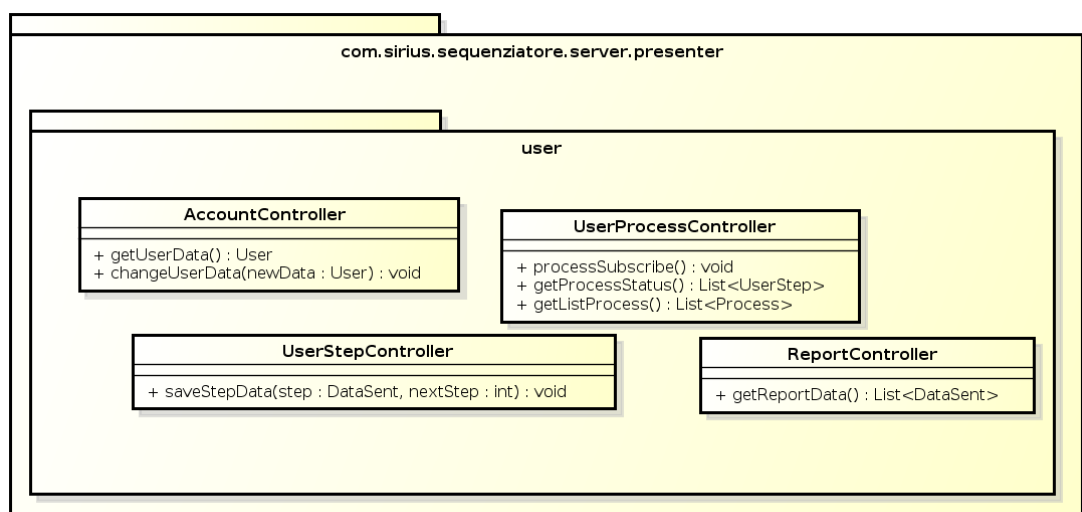 com.sirius.sequenziatore.server.presenter
user
AccountController
+ getUserData() : User
+ changeUserData(newData : User) : void
UserProcessController
+ processSubscribe() : void
+ getProcessStatus() : List<UserStep>
+ getListProcess() : List<Process>
UserStepController
+ saveStepData(step : DataSent, nextStep : int) : void
ReportController
+ getReportData() : List<DataSent>